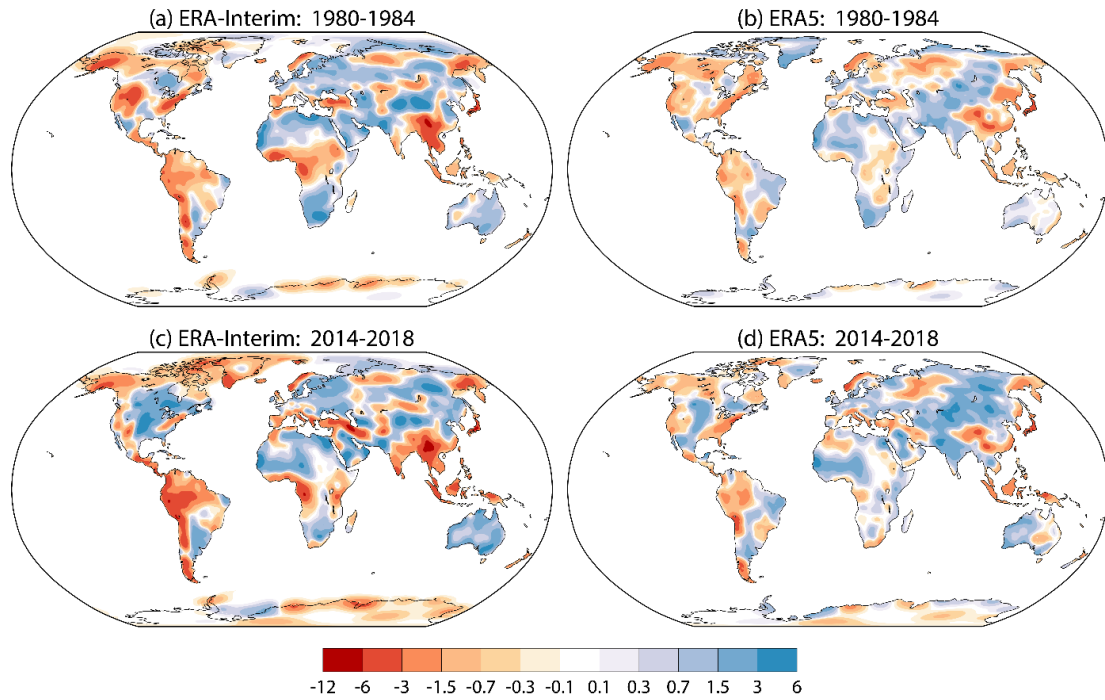 (a) ERA-Interim: 1980-1984
(b) ERA5: 1980-1984
(c) ERA-Interim: 2014-2018
(d) ERA5: 2014-2018
-12 -6 -3 -1.5 -0.7 -0.3 -0.1 0.1 0.3 0.7 1.5 3 6